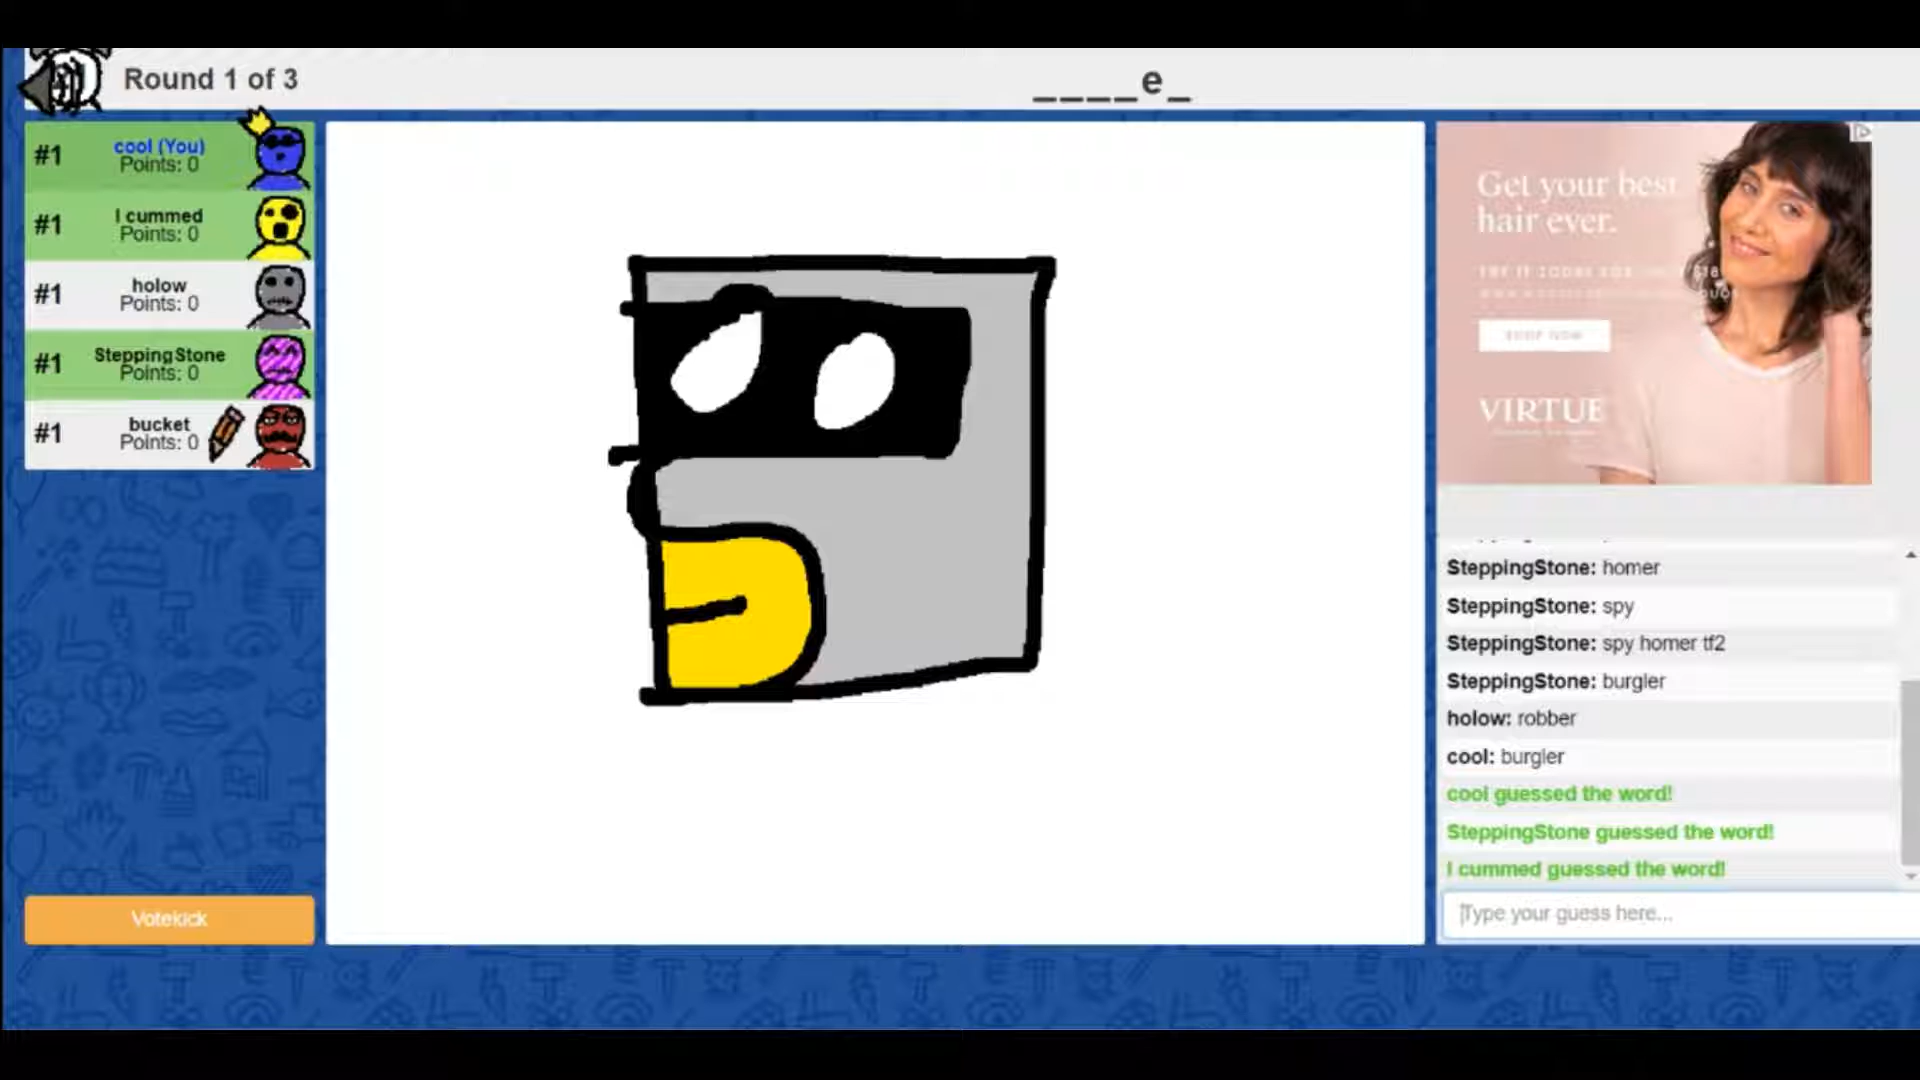 Round 1 of 3
____e_
#1 cool (You)
Points: 0
#1 I cummed
Points: 0
#1 holow
Points: 0
#1 SteppingStone
Points: 0
#1 bucket
Points: 0
Votekick
Get your best
hair ever.
SHOP NOW
VIRTUE
SteppingStone: homer
SteppingStone: spy
SteppingStone: spy homer tf2
SteppingStone: burgler
holow: robber
cool: burgler
cool guessed the word!
SteppingStone guessed the word!
I cummed guessed the word!
Type your guess here...